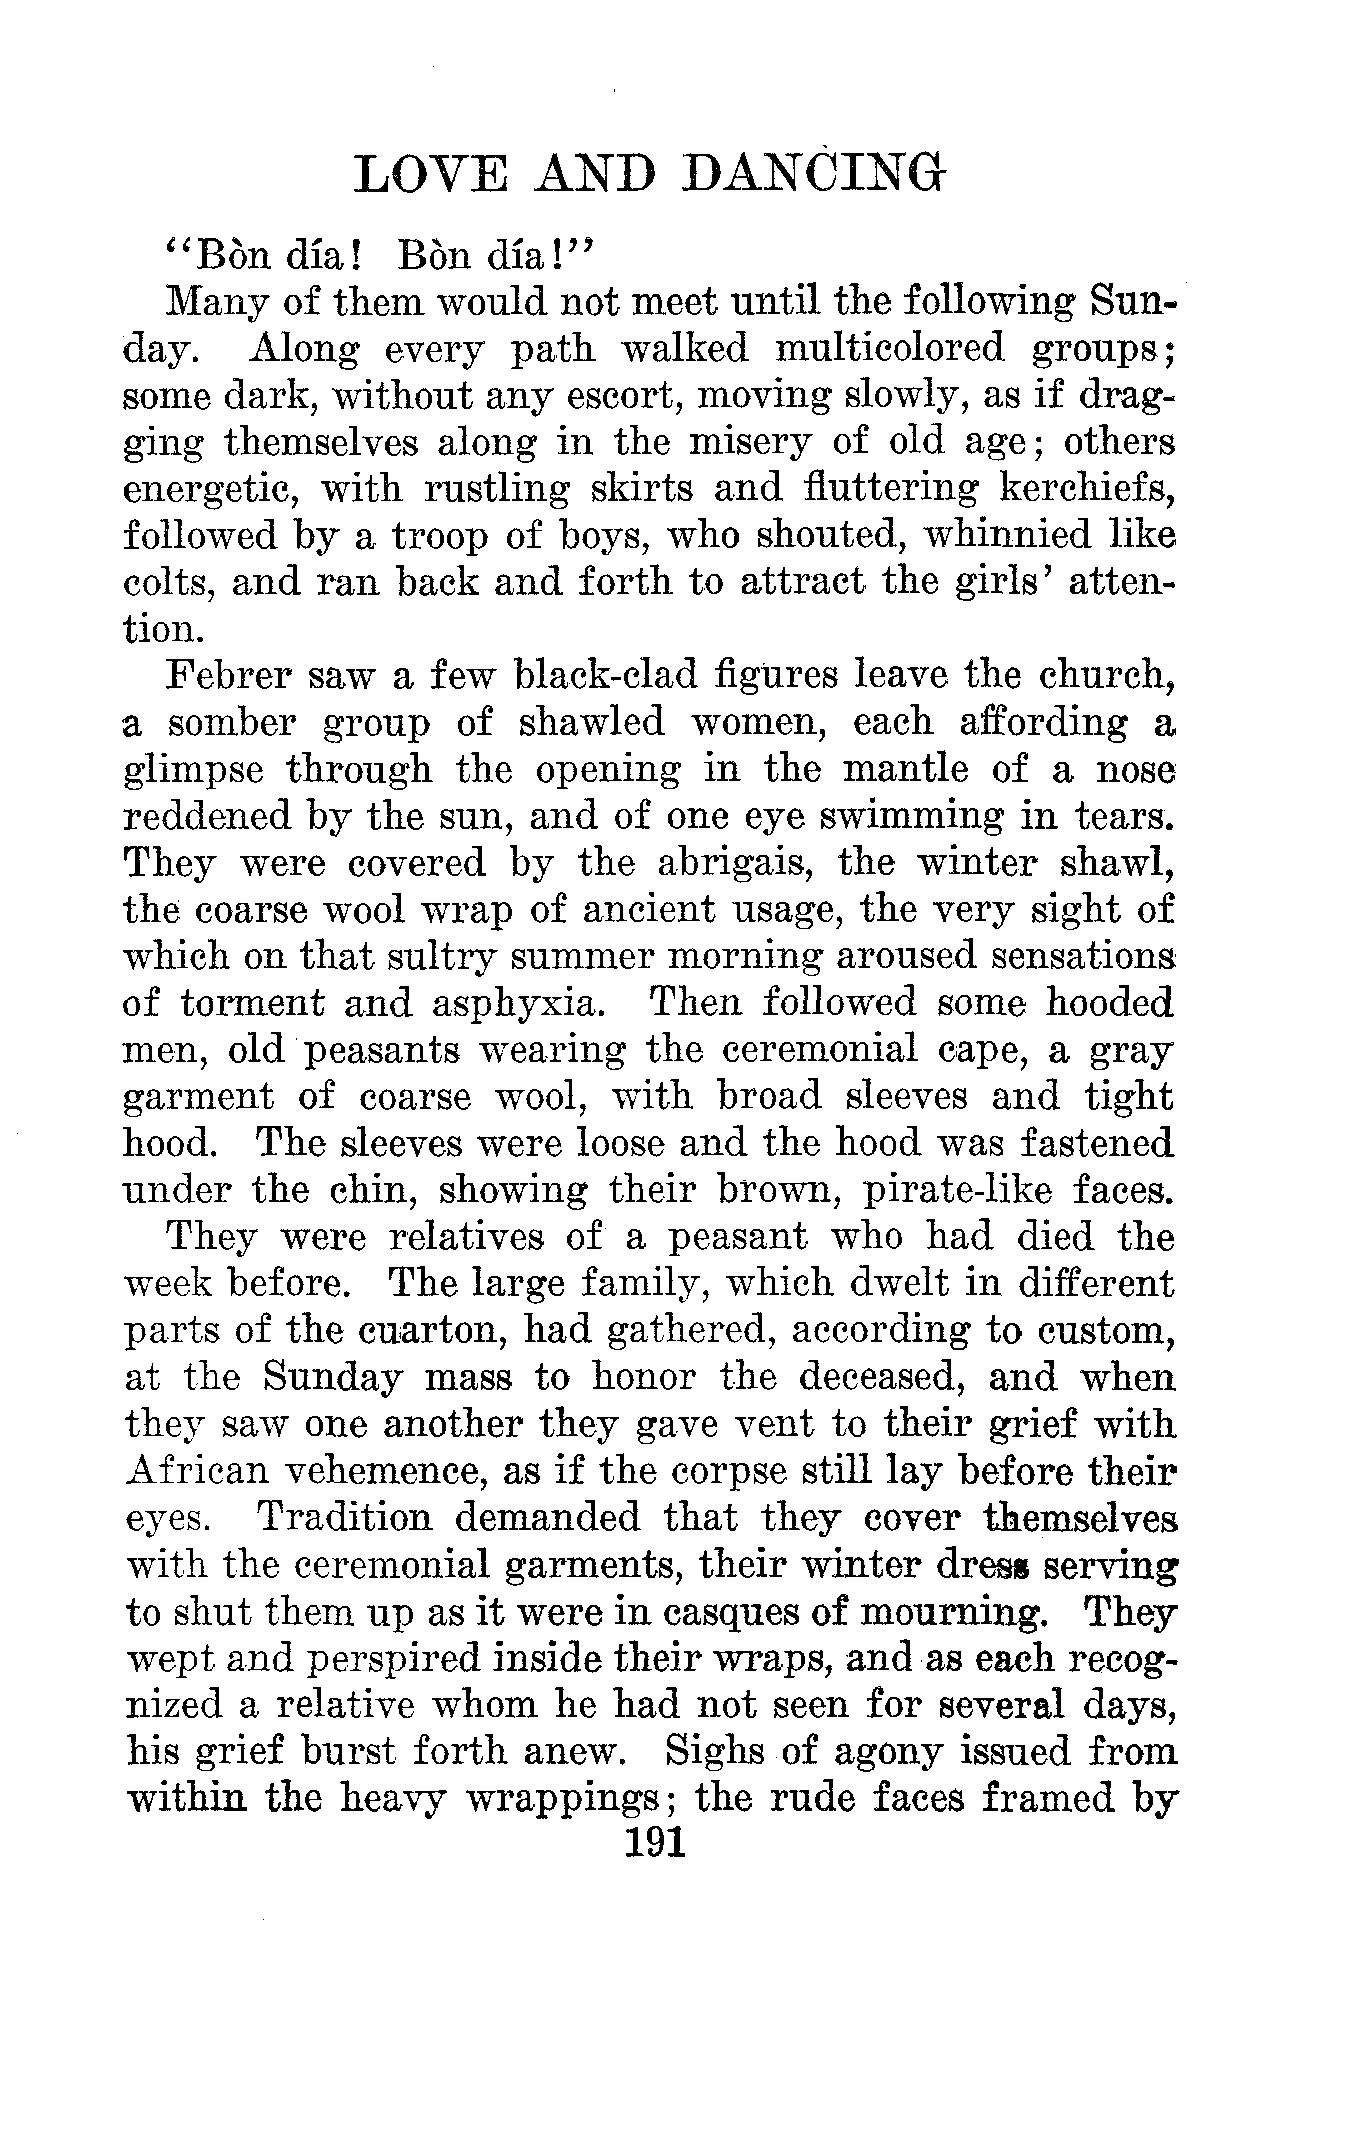 LOVE AND DANCING
"Bòn día! Bòn día!"
Many of them would not meet until the following Sun-
day. Along every path walked multicolored groups;
some dark, without any escort, moving slowly, as if drag-
ging themselves along in the misery of old age; others
energetic, with rustling skirts and fluttering kerchiefs,
followed by a troop of boys, who shouted, whinnied like
colts, and ran back and forth to attract the girls' atten-
tion.
Febrer saw a few black-clad figures leave the church,
a somber group of shawled women, each affording a
glimpse through the opening in the mantle of a nose
reddened by the sun, and of one eye swimming in tears.
They were covered by the abrigais, the winter shawl,
the coarse wool wrap of ancient usage, the very sight of
which on that sultry summer morning aroused sensations
of torment and asphyxia. Then followed some hooded
men, old peasants wearing the ceremonial cape, a gray
garment of coarse wool, with broad sleeves and tight
hood. The sleeves were loose and the hood was fastened
under the chin, showing their brown, pirate-like faces.
They were relatives of a peasant who had died the
week before. The large family, which dwelt in different
parts of the cuarton, had gathered, according to custom,
at the Sunday mass to honor the deceased, and when
they saw one another they gave vent to their grief with
African vehemence, as if the corpse still lay before their
eyes. Tradition demanded that they cover themselves
with the ceremonial garments, their winter dress serving
to shut them up as it were in casques of mourning. They
wept and perspired inside their wraps, and as each recog-
nized a relative whom he had not seen for several days,
his grief burst forth anew. Sighs of agony issued from
within the heavy wrappings; the rude faces framed by
191